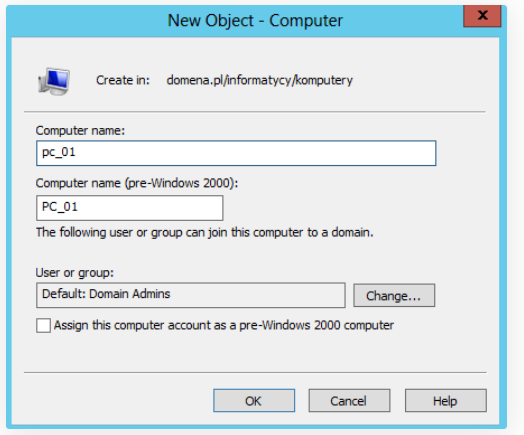 New Object - Computer
x
Create in: domena.pl/informatycy/komputery
Computer name:
pc_01
Computer name (pre-Windows 2000):
PC_01
The following user or group can join this computer to a domain.
User or group:
Default: Domain Admins
Change...
Assign this computer account as a pre-Windows 2000 computer
OK Cancel Help